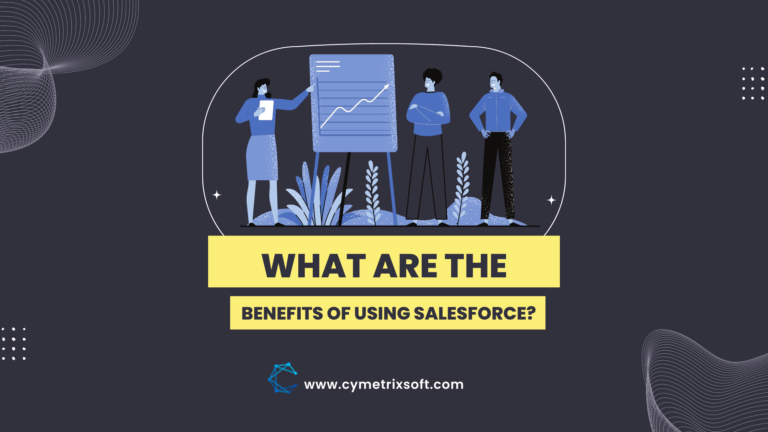 WHAT ARE THE
BENEFITS OF USING SALESFORCE?
www.cymetrixsoft.com